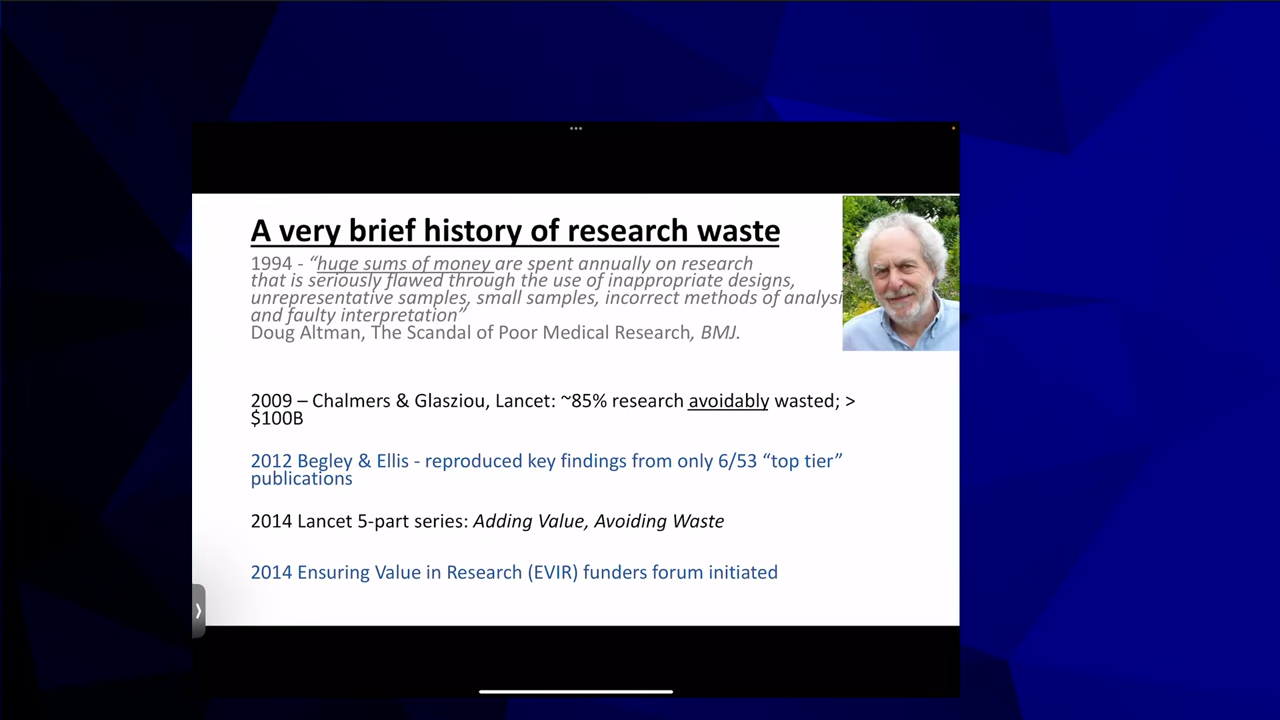 A very brief history of research waste
1994 - “huge sums of money are spent annually on research
that is seriously flawed through the use of inappropriate designs,
unrepresentative samples, small samples, incorrect methods of analysi
and faulty interpretation”
Doug Altman, The Scandal of Poor Medical Research, BMJ.
2009 – Chalmers & Glasziou, Lancet: ~85% research avoidably wasted; >
$100B
2012 Begley & Ellis - reproduced key findings from only 6/53 “top tier”
publications
2014 Lancet 5-part series: Adding Value, Avoiding Waste
2014 Ensuring Value in Research (EVIR) funders forum initiated